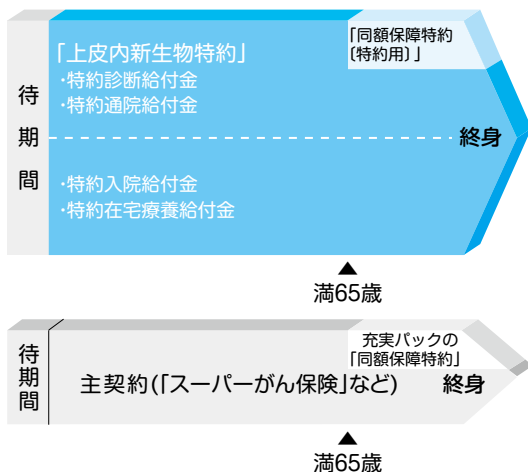 「上皮内新生物特約」
・特約診断給付金
・特約通院給付金
・特約入院給付金
・特約在宅療養給付金
「同額保障特約
〔特約用〕」
待期間
終身
▲
満65歳
待期間
主契約(「スーパーがん保険」など)
充実パックの
「同額保障特約」
終身
▲
満65歳